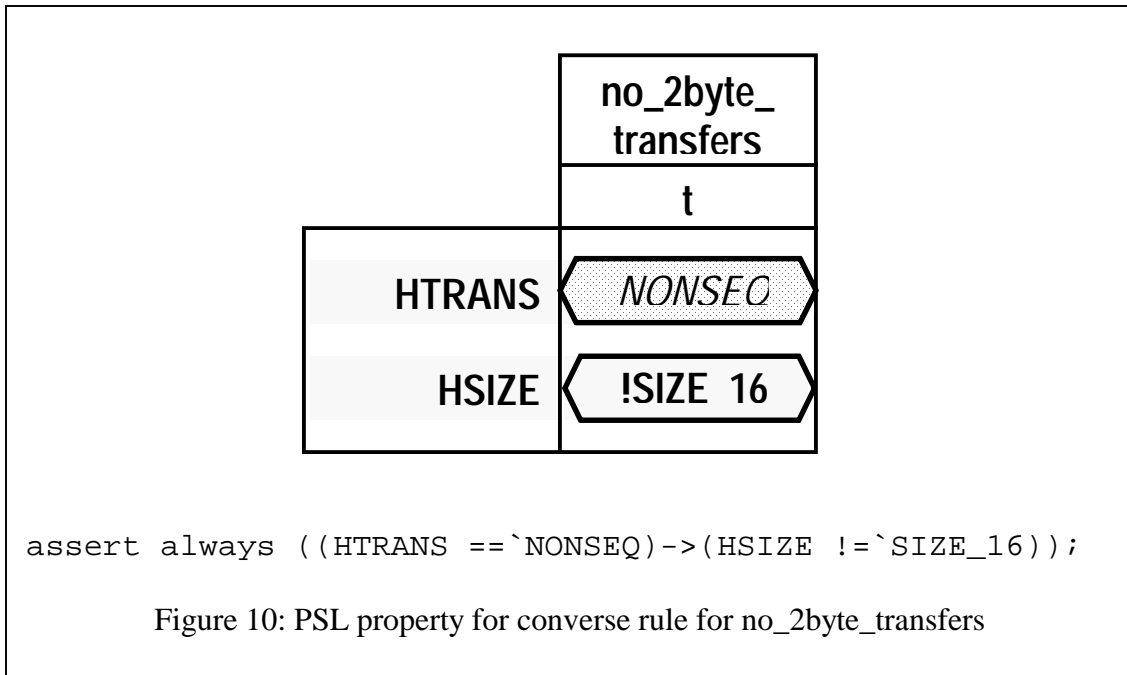 no_2byte_
transfers
t
HTRANS NONSEQ
HSIZE !SIZE 16
assert always ((HTRANS ==`NONSEQ)->(HSIZE !=`SIZE_16));
Figure 10: PSL property for converse rule for no_2byte_transfers